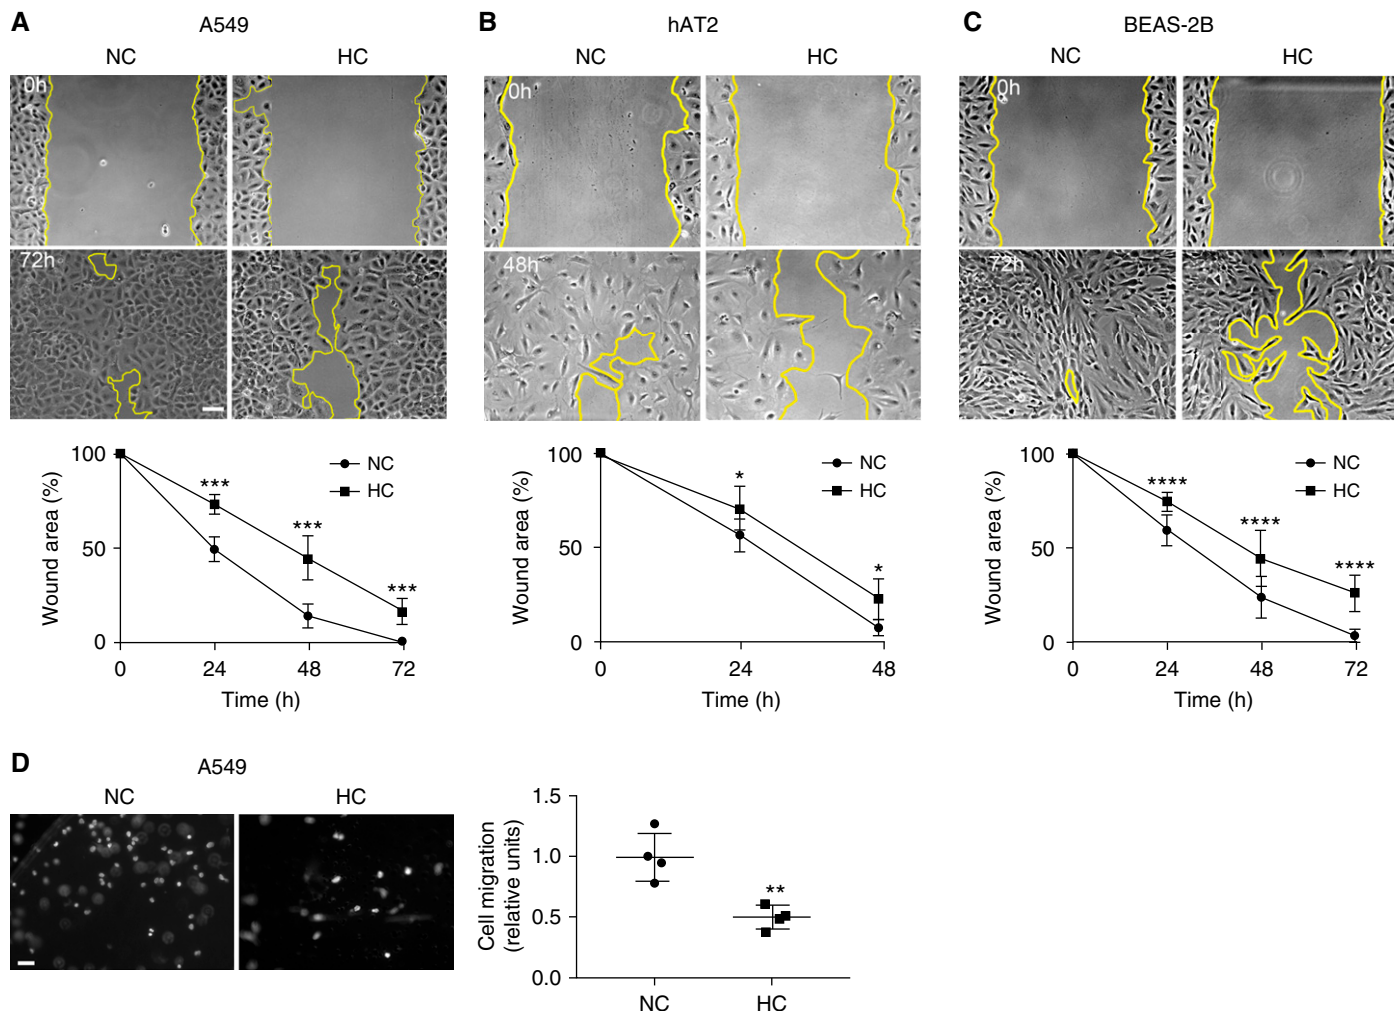 A
A549
NC
HC
0h
72h
100
50
0
Wound area (%)
***
***
***
NC
HC
0
24
48
72
Time (h)
B
hAT2
NC
HC
0h
48h
100
50
0
Wound area (%)
*
*
NC
HC
0
24
48
Time (h)
C
BEAS-2B
NC
HC
0h
72h
100
50
0
Wound area (%)
****
****
****
NC
HC
0
24
48
72
Time (h)
D
A549
NC
HC
1.5
1.0
0.5
0.0
Cell migration
(relative units)
**
NC
HC